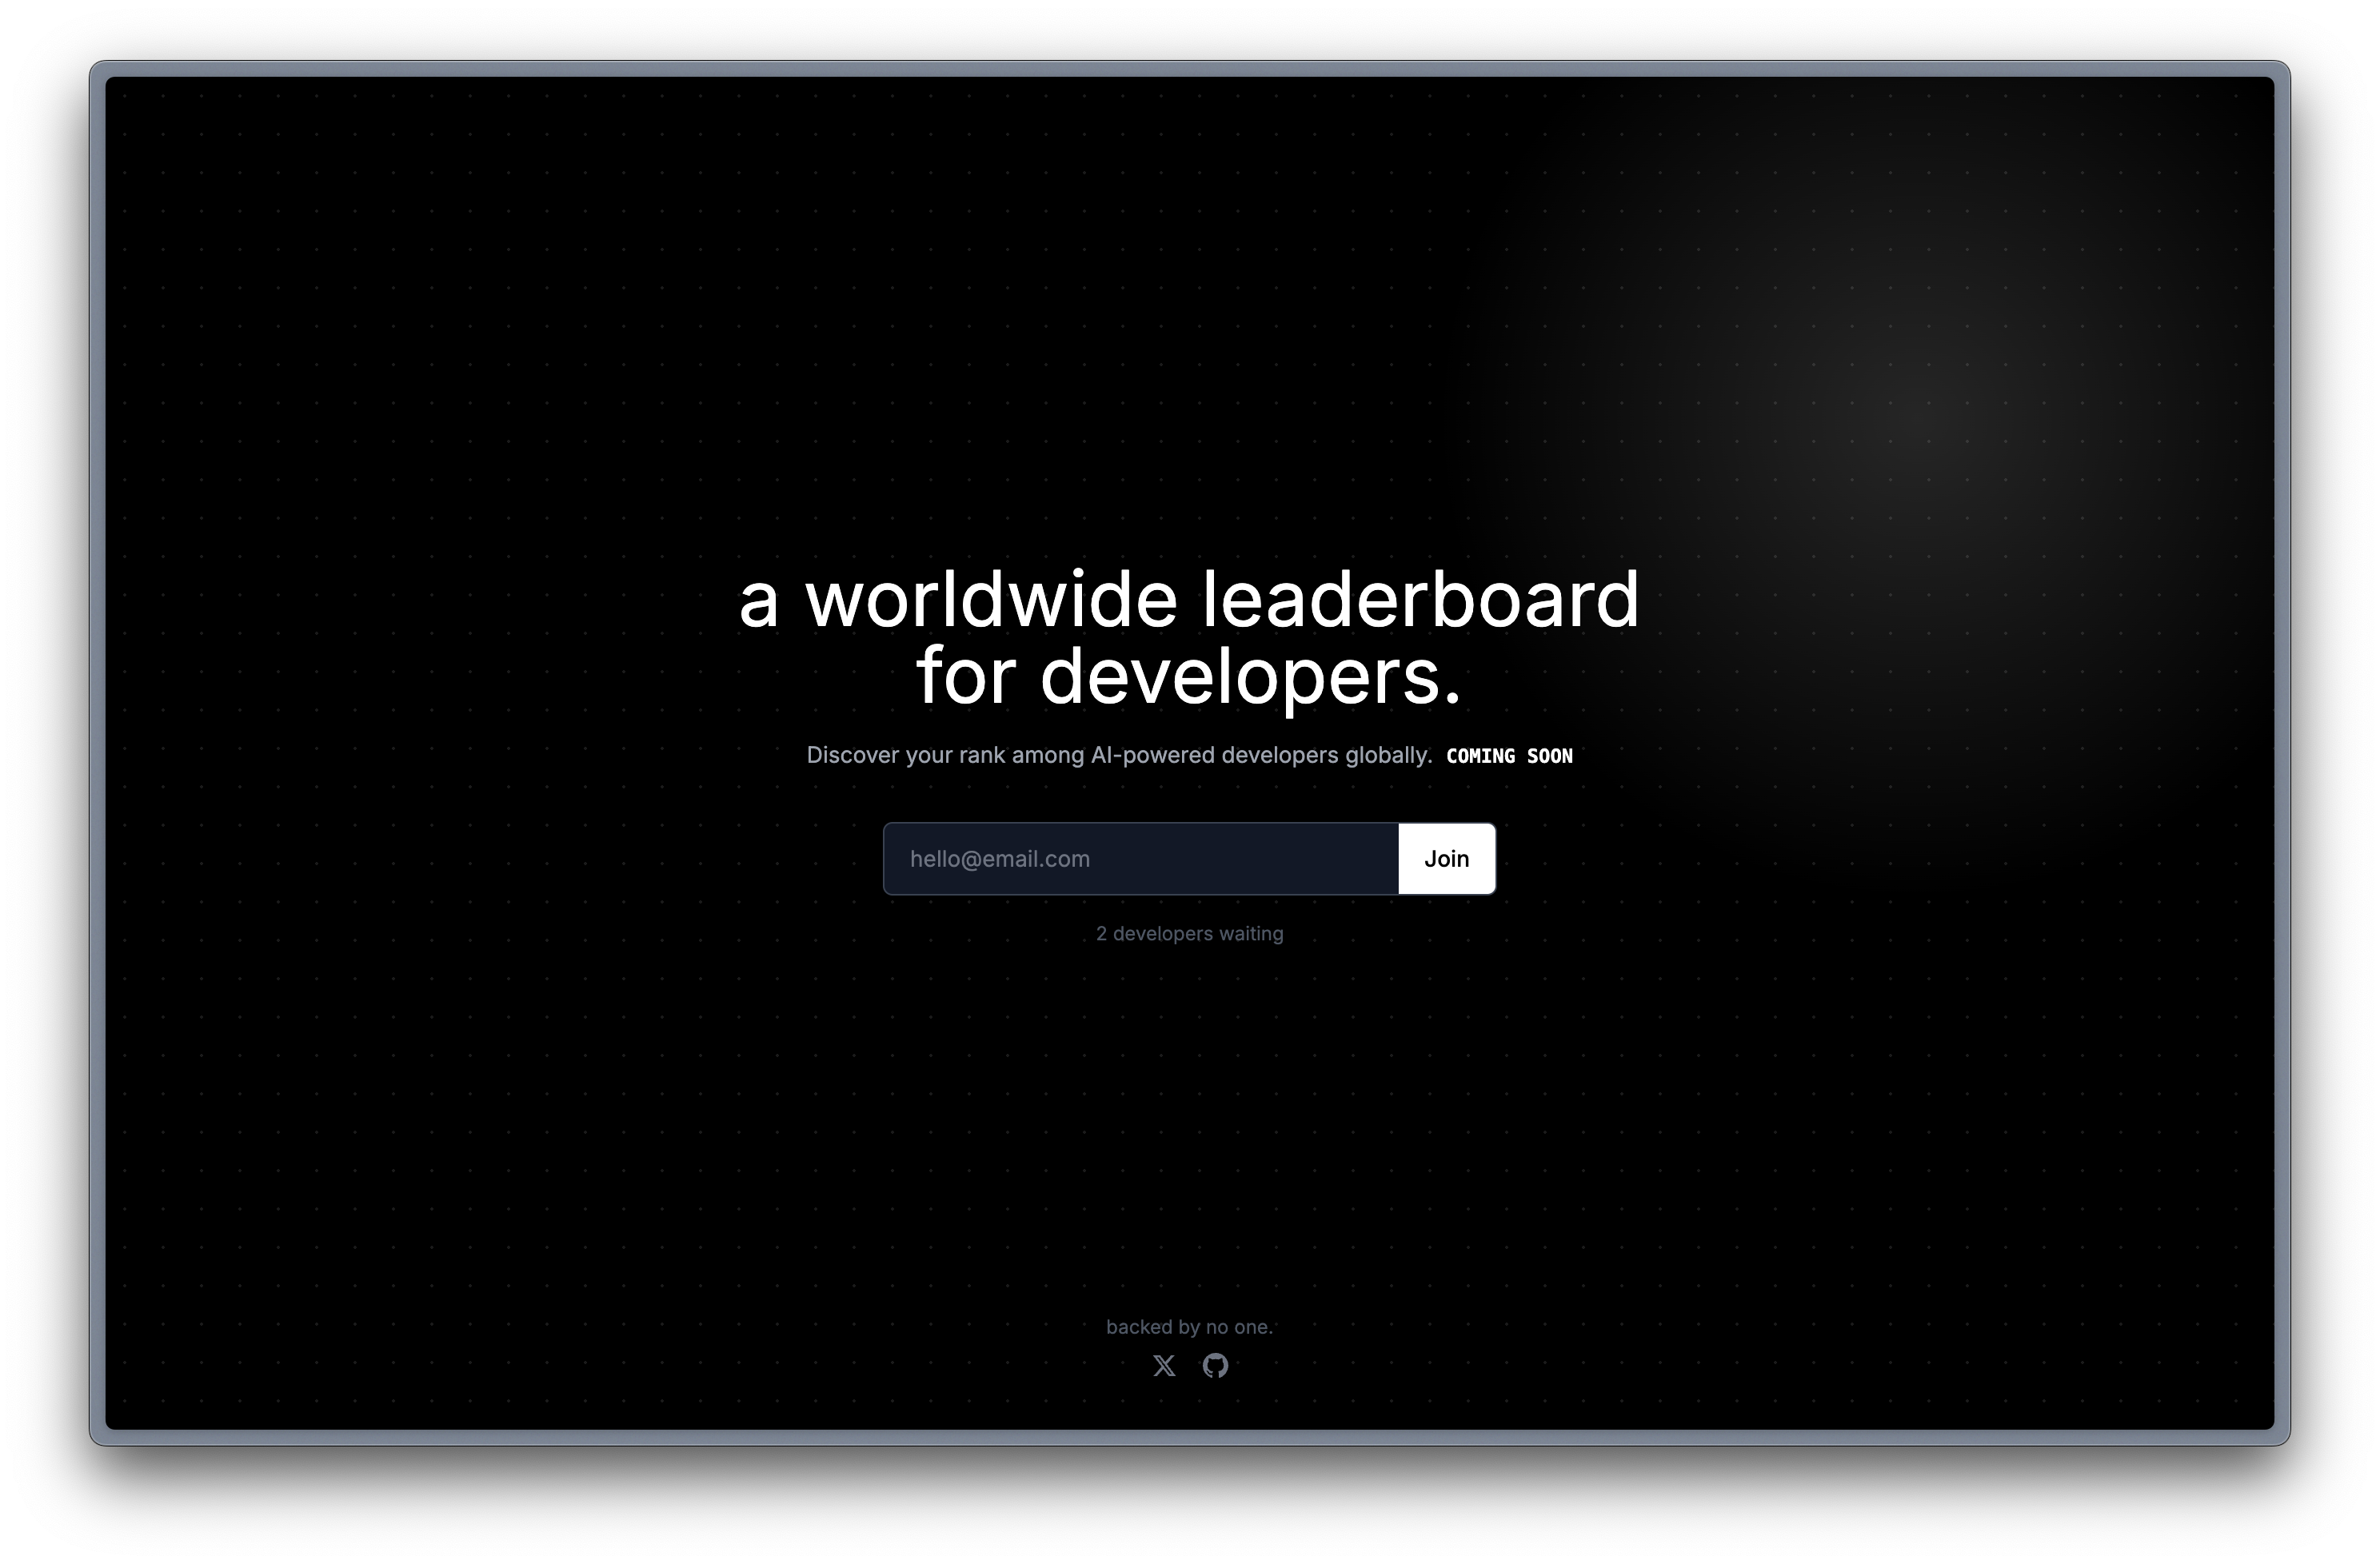 a worldwide leaderboard
for developers.
Discover your rank among AI-powered developers globally. COMING SOON
hello@email.com Join
2 developers waiting
backed by no one.